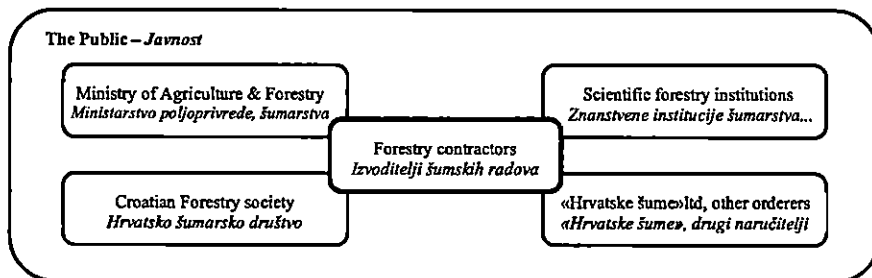 The Public – Javnost
Ministry of Agriculture & Forestry
Ministarstvo poljoprivrede, šumarstva
Scientific forestry institutions
Znanstvene institucije šumarstva...
Forestry contractors
Izvoditelji šumskih radova
Croatian Forestry society
Hrvatsko šumarsko društvo
«Hrvatske šume»ltd, other orderers
«Hrvatske šume», drugi naručitelji